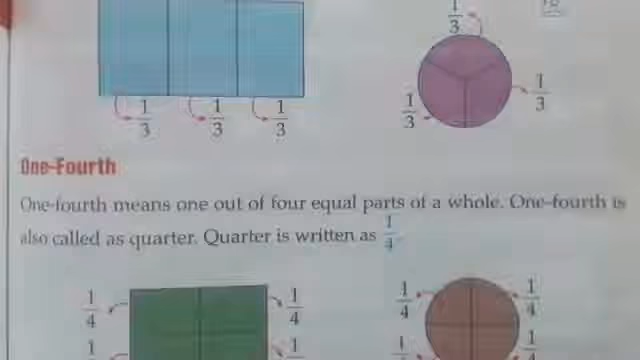 1/3
1/3 1/3 1/3 1/3 1/3
One-Fourth
One-fourth means one out of four equal parts of a whole. One-fourth is
also called as quarter. Quarter is written as 1/4.
1/4 1/4 1/4 1/4